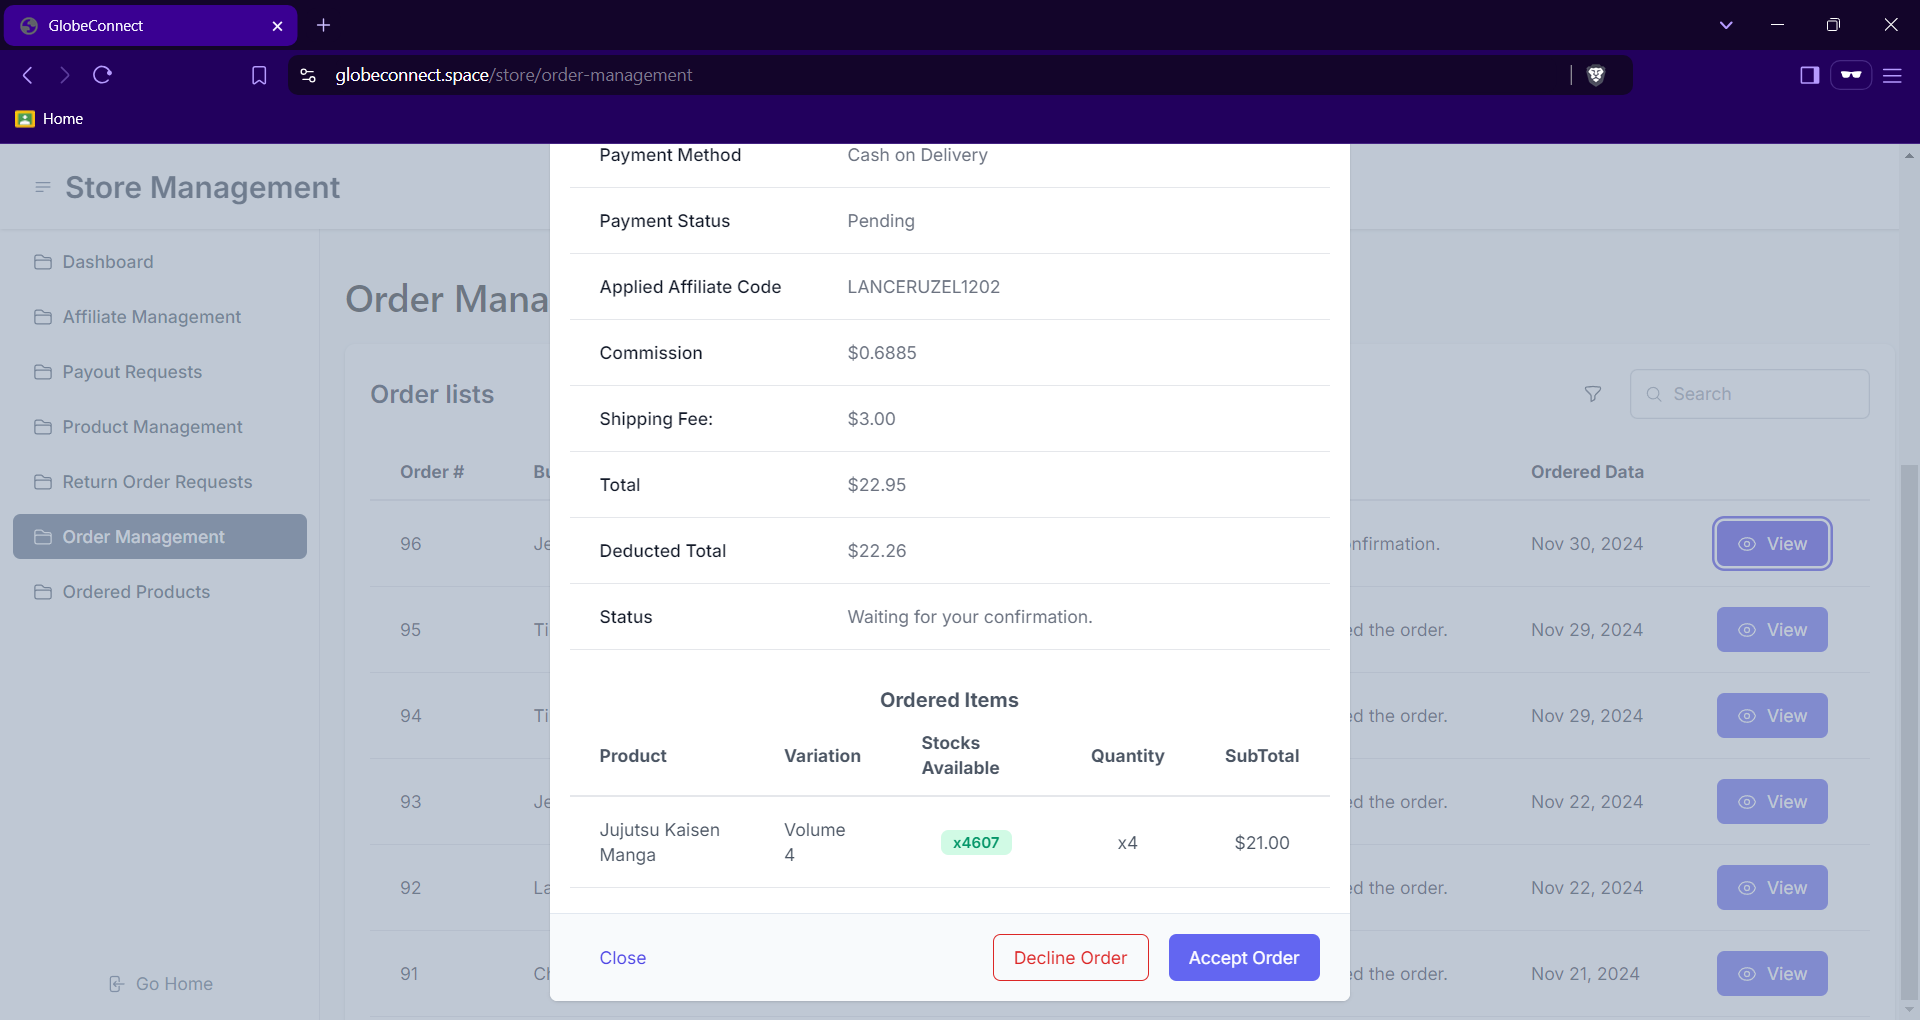 GlobeConnect
globeconnect.space/store/order-management
Home
Store Management
Dashboard
Affiliate Management
Payout Requests
Product Management
Return Order Requests
Order Management
Ordered Products
Go Home
Order Mana
Order lists
Search
Order # Bu Ordered Data
96 Je nfirmation. Nov 30, 2024 View
95 Ti ed the order. Nov 29, 2024 View
94 Ti ed the order. Nov 29, 2024 View
93 Je ed the order. Nov 22, 2024 View
92 La ed the order. Nov 22, 2024 View
91 Ch ed the order. Nov 21, 2024 View
Payment Method Cash on Delivery
Payment Status Pending
Applied Affiliate Code LANCERUZEL1202
Commission $0.6885
Shipping Fee: $3.00
Total $22.95
Deducted Total $22.26
Status Waiting for your confirmation.
Ordered Items
Product Variation Stocks Available Quantity SubTotal
Jujutsu Kaisen Manga Volume 4 x4607 x4 $21.00
Close Decline Order Accept Order